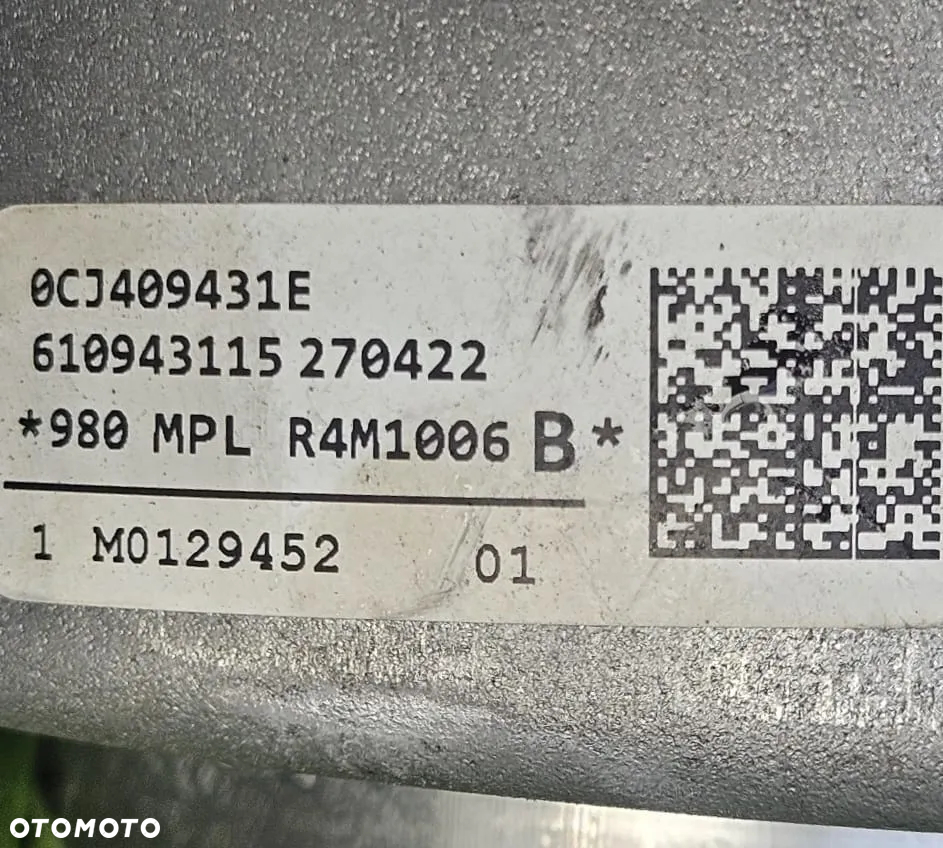 0CJ409431E
610943115 270422
*980 MPL R4M1006 B*
1 M0129452 01
OTOMOTO